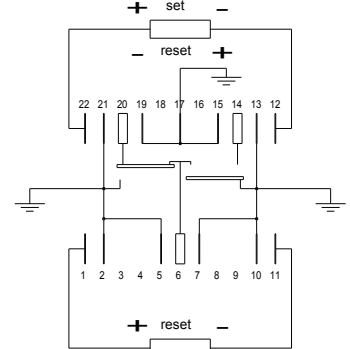 + set -
- reset +
22 21 20 19 18 17 16 15 14 13 12
1 2 3 4 5 6 7 8 9 10 11
+ reset -